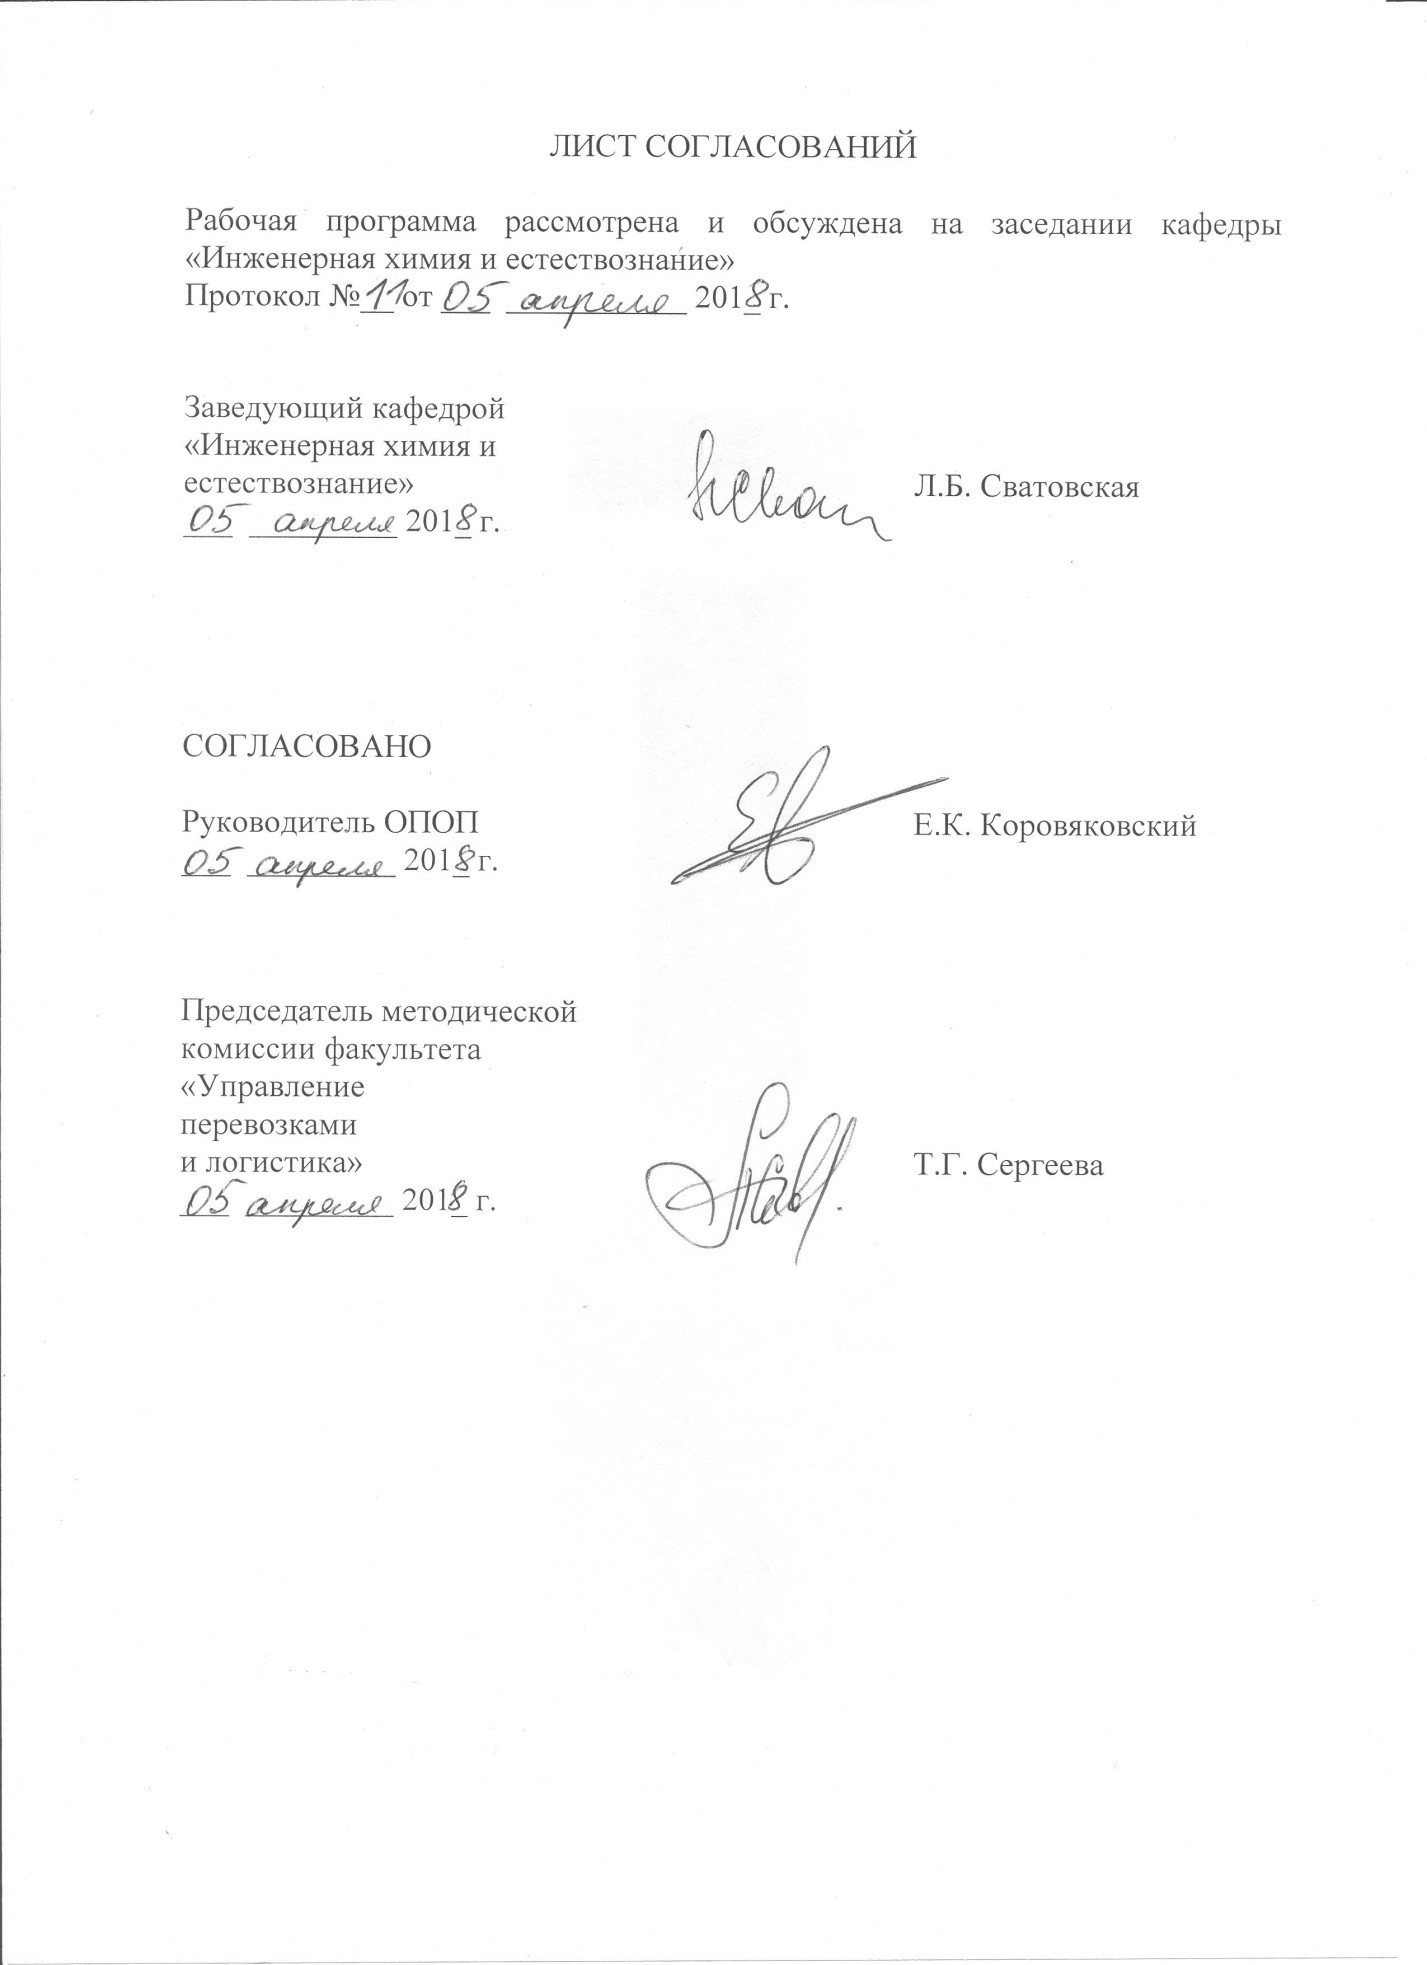 ЛИСТ СОГЛАСОВАНИЙ
Рабочая программа рассмотрена и обсуждена на заседании кафедры
«Инженерная химия и естествознание»
Протокол № 11 от 05 апреля 2018 г.
Заведующий кафедрой
«Инженерная химия и
естествознание»
Л.Б. Сватовская
05 апреля 2018 г.
СОГЛАСОВАНО
Руководитель ОПОП
Е.К. Коровяковский
05 апреля 2018 г.
Председатель методической
комиссии факультета
«Управление
перевозками
и логистика»
Т.Г. Сергеева
05 апреля 2018 г.